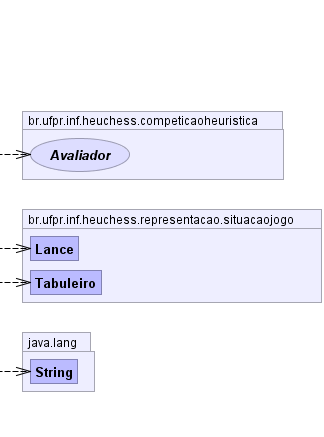 br.ufpr.inf.heuchess.competicaoheuristica
Avaliador
br.ufpr.inf.heuchess.representacao.situacaojogo
Lance
Tabuleiro
java.lang
String